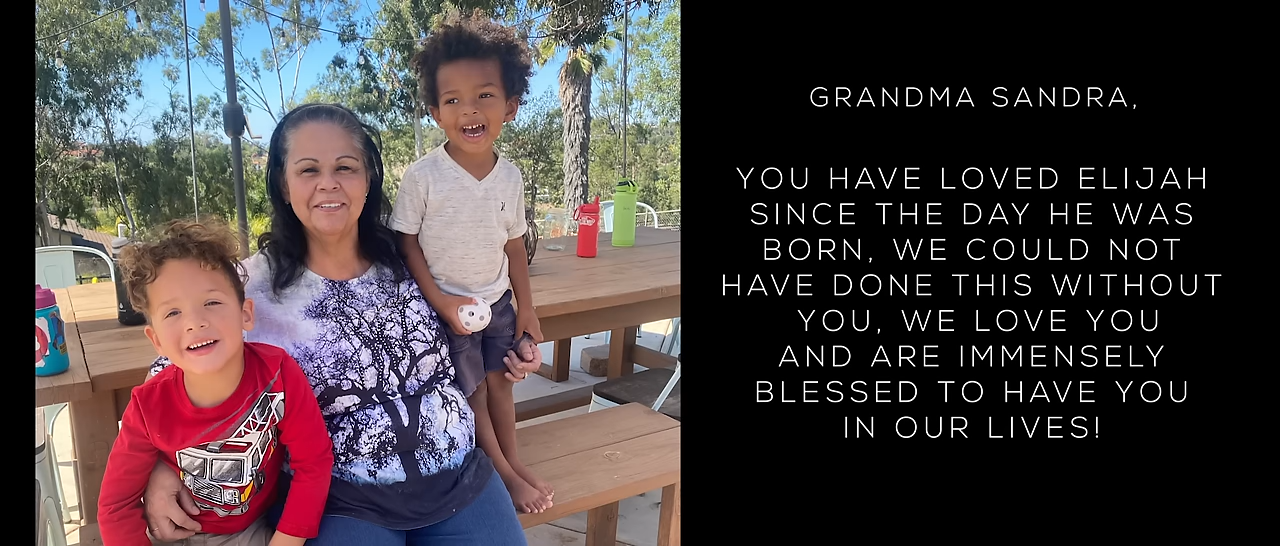 GRANDMA SANDRA,
YOU HAVE LOVED ELIJAH
SINCE THE DAY HE WAS
BORN, WE COULD NOT
HAVE DONE THIS WITHOUT
YOU, WE LOVE YOU
AND ARE IMMENSELY
BLESSED TO HAVE YOU
IN OUR LIVES!